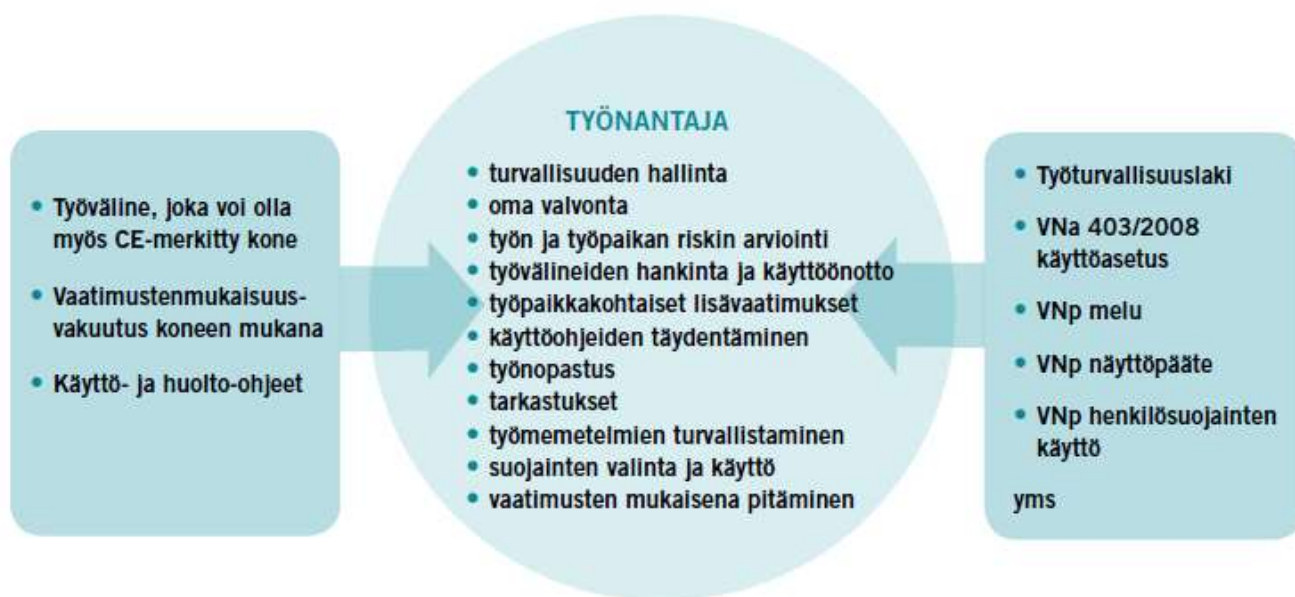 • Työväline, joka voi olla
myös CE-merkitty kone
• Vaatimustenmukaisuus-
vakuutus koneen mukana
• Käyttö- ja huolto-ohjeet
TYÖNANTAJA
• turvallisuuden hallinta
• oma valvonta
• työn ja työpaikan riskin arviointi
• työvälineiden hankinta ja käyttöönotto
• työpaikkakohtaiset lisävaatimukset
• käyttöohjeiden täydentäminen
• työnopastus
• tarkastukset
• työmemetelmien turvallistaminen
• suojainten valinta ja käyttö
• vaatimusten mukaisena pitäminen
• Työturvallisuuslaki
• VNa 403/2008
käyttöasetus
• VNp melu
• VNp näyttöpääte
• VNp henkilösuojainten
käyttö
yms